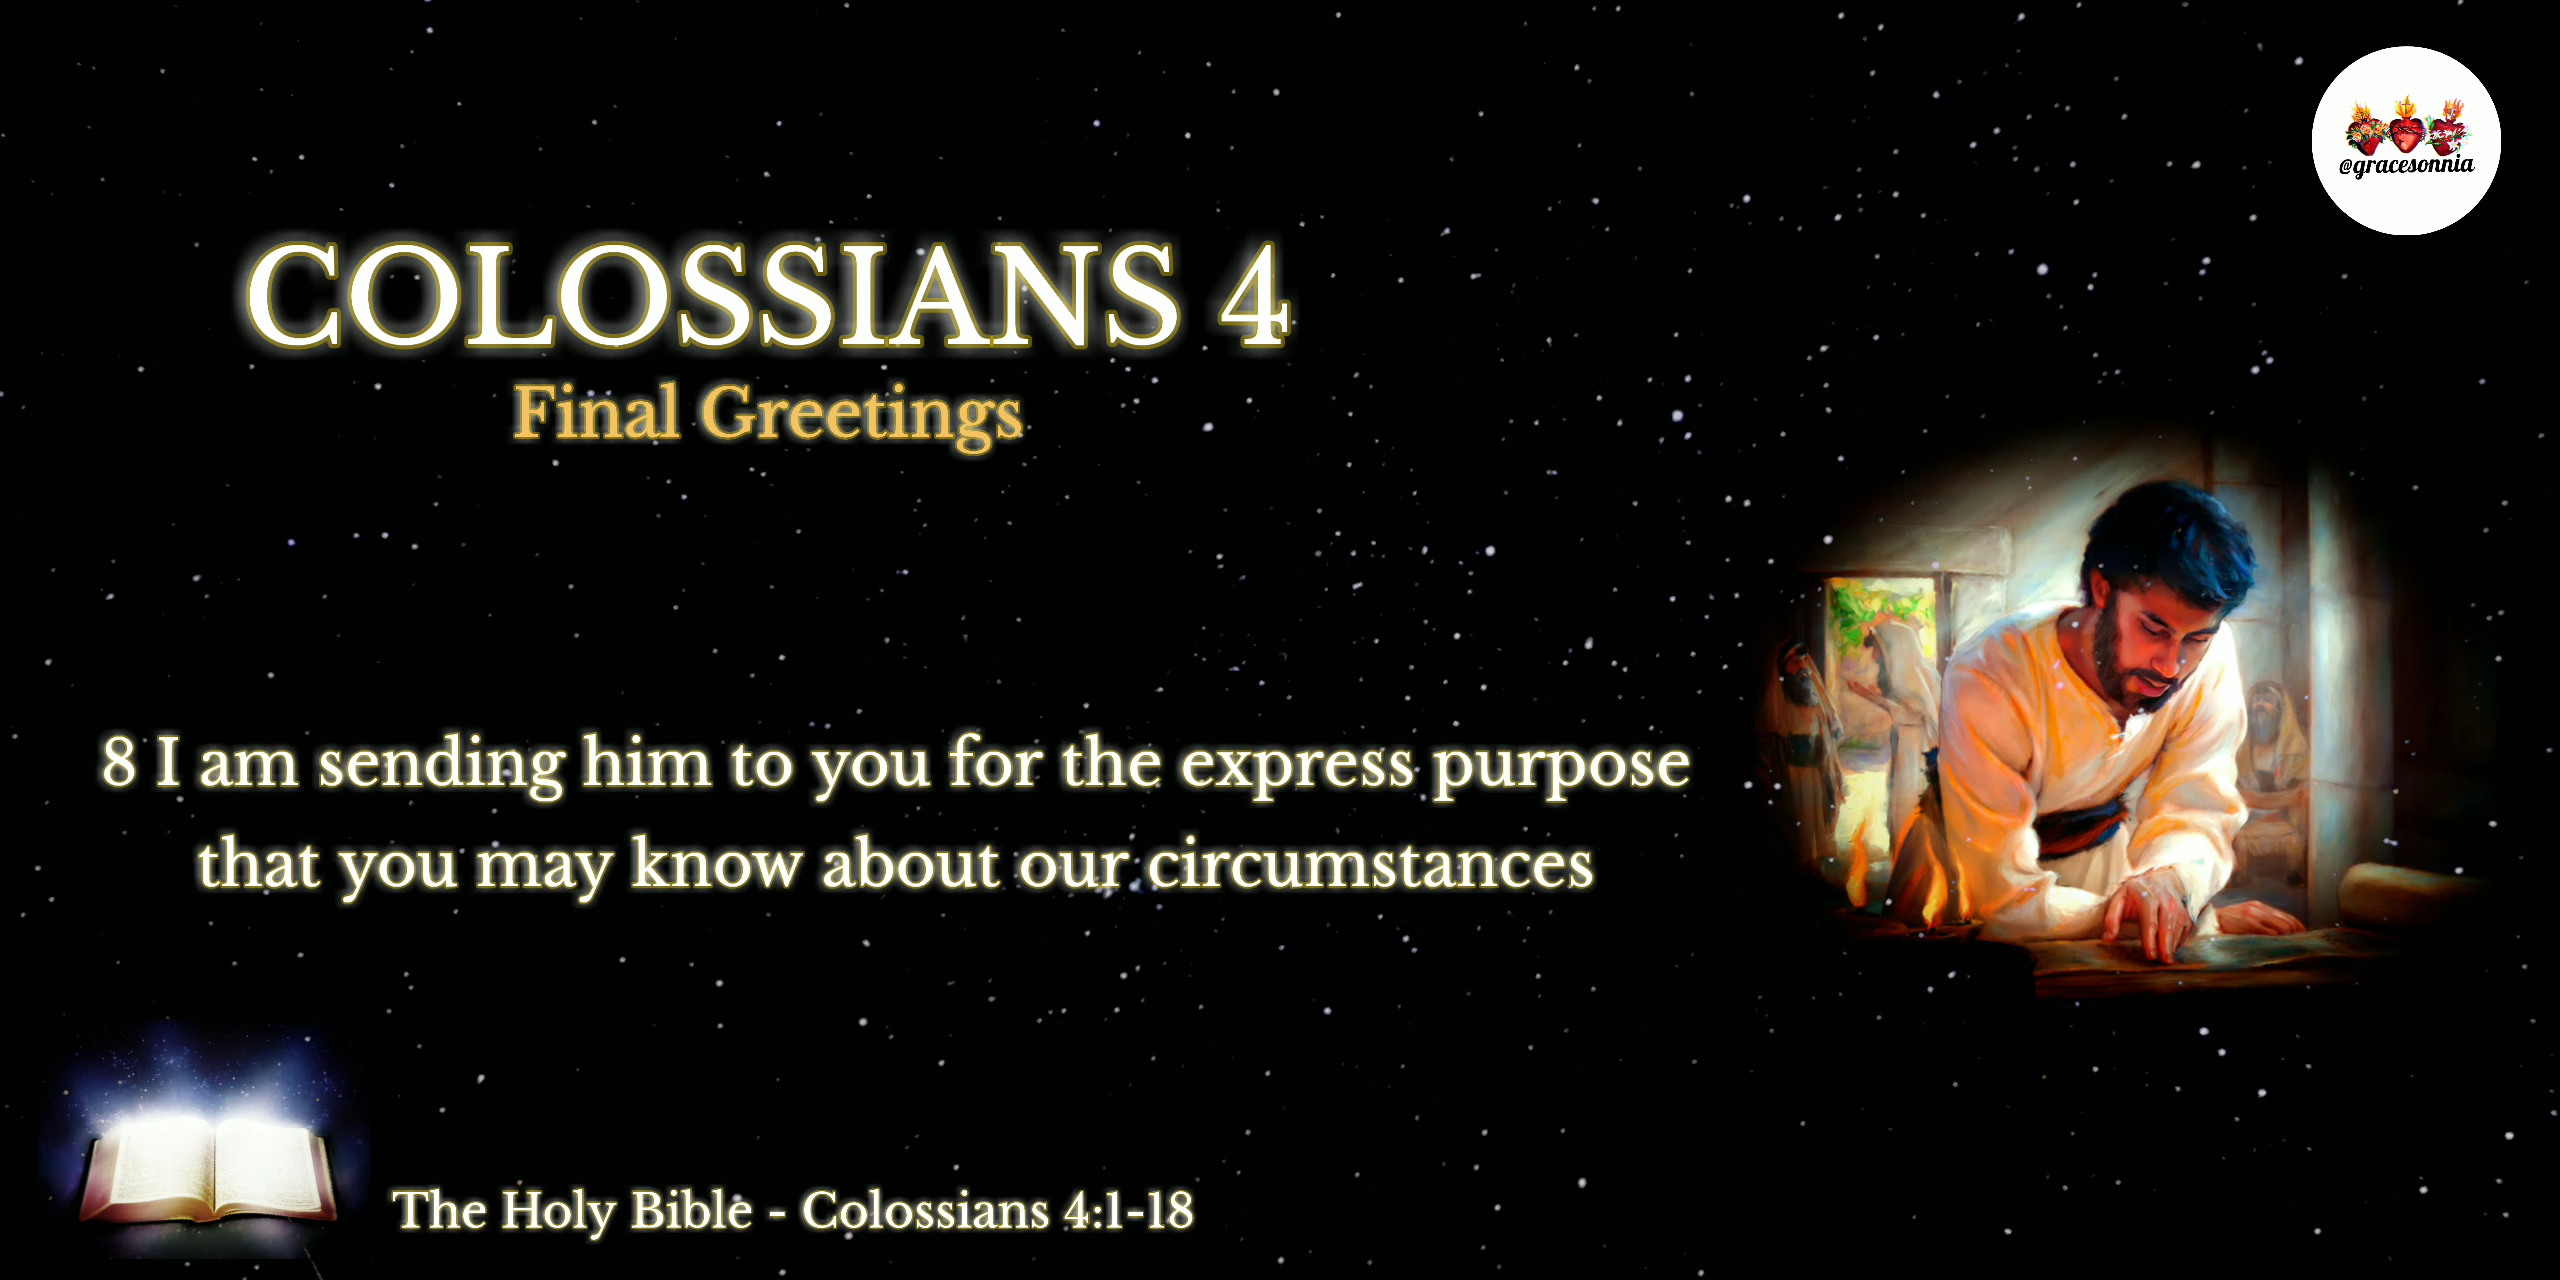 @gracesonnia
COLOSSIANS 4
Final Greetings
8 I am sending him to you for the express purpose
that you may know about our circumstances
The Holy Bible - Colossians 4:1-18